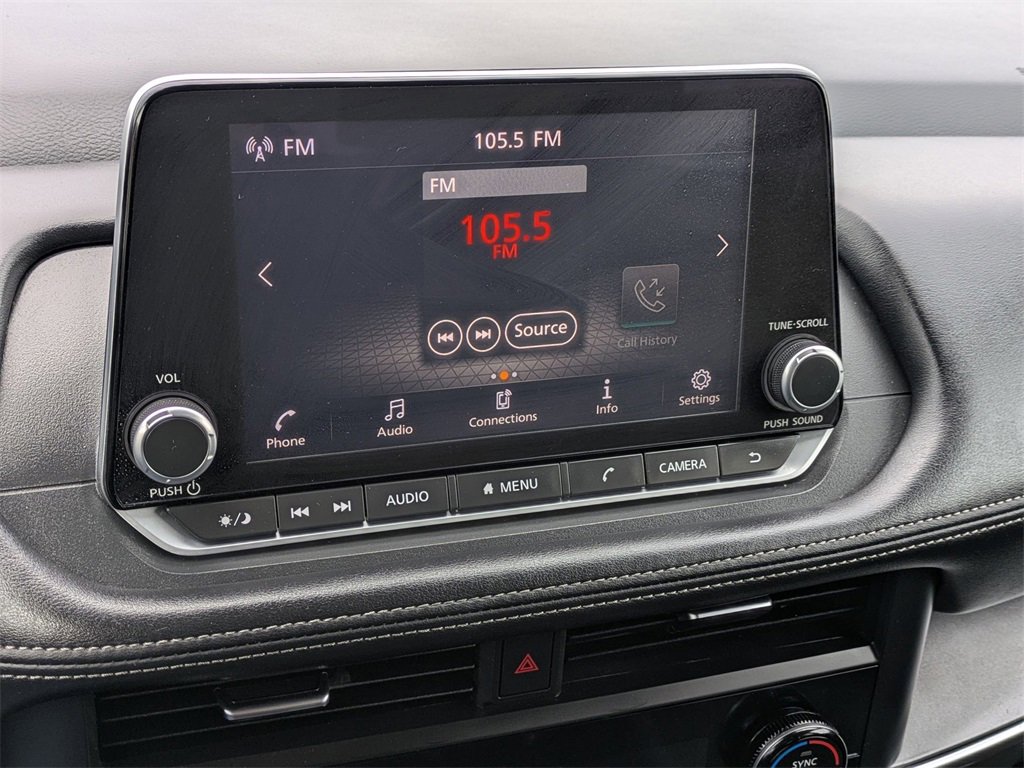 FM
105.5 FM
FM
105.5
FM
TUNE·SCROLL
Source
Call History
VOL
Phone
Audio
Connections
Info
Settings
PUSH
PUSH SOUND
AUDIO
MENU
CAMERA
SYNC